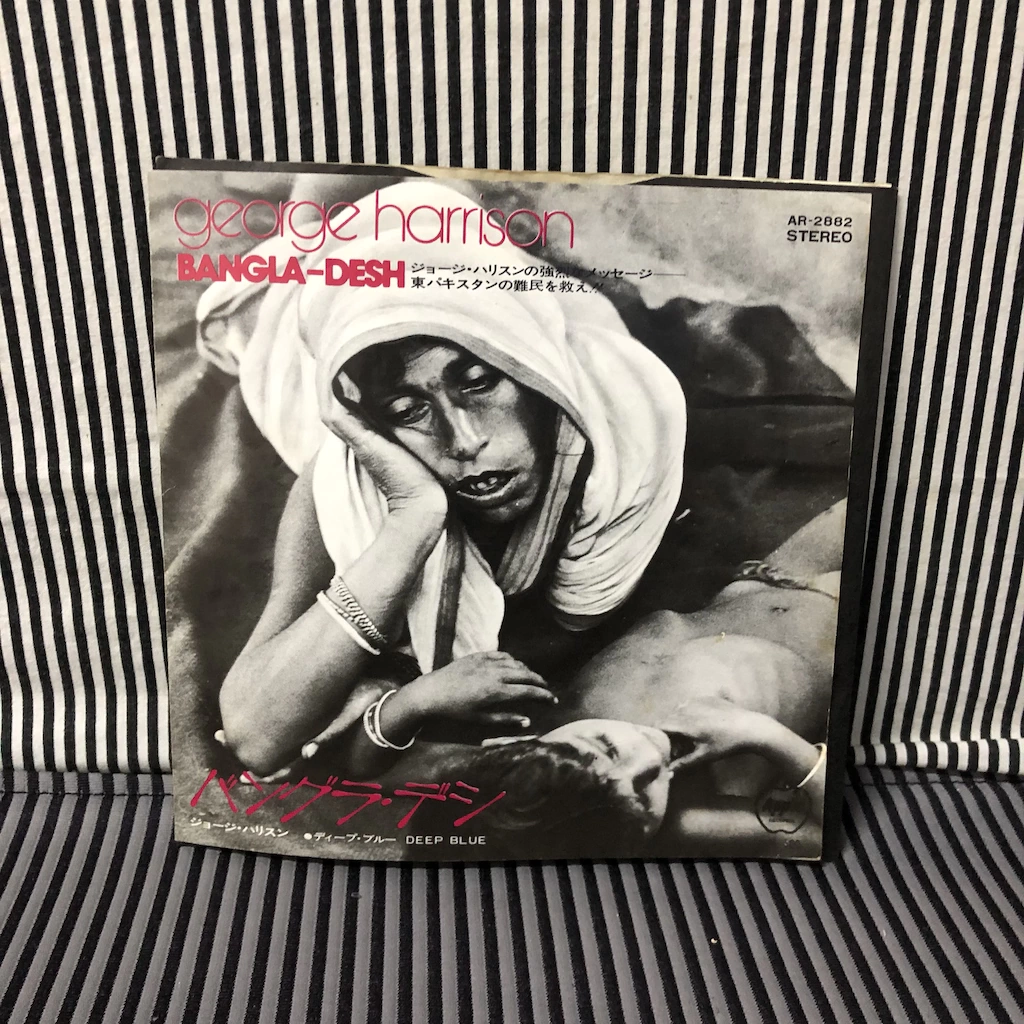 george harrison
AR-2882
STEREO
BANGLA-DESH
ジョージ・ハリスンの強烈なメッセージ——
東パキスタンの難民を救え!!
バングラ・デシ
ジョージ・ハリスン ●ディープ・ブルー DEEP BLUE